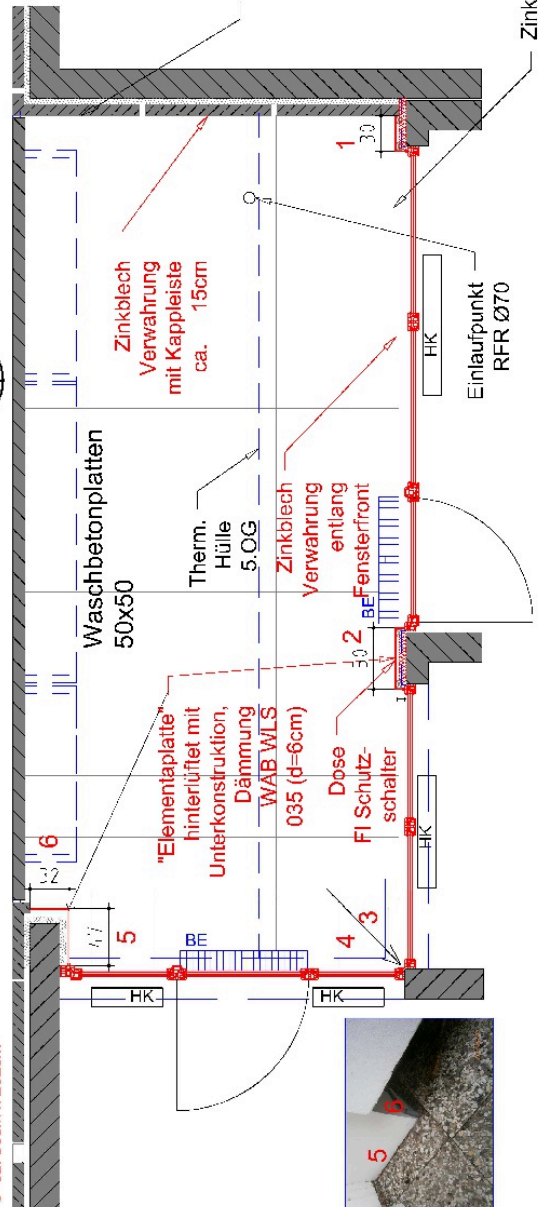 Waschbetonplatten
50x50
Zinkblech
Verwahrung
mit Kappleiste
ca. 15cm
1
30
Zink
Therm.
Hülle
5.OG
Einlaufpunkt
RFR Ø70
HK
Zinkblech
Verwahrung
entlang
Fensterfront
BE
2
30
"Elementaplatte"
hinterlüftet mit
Unterkonstruktion,
Dämmung
WAB WLS
035 (d=6cm)
Dose
FI Schutz-
schalter
HK
6
32
5
BE
4
3
HK
HK
5
6